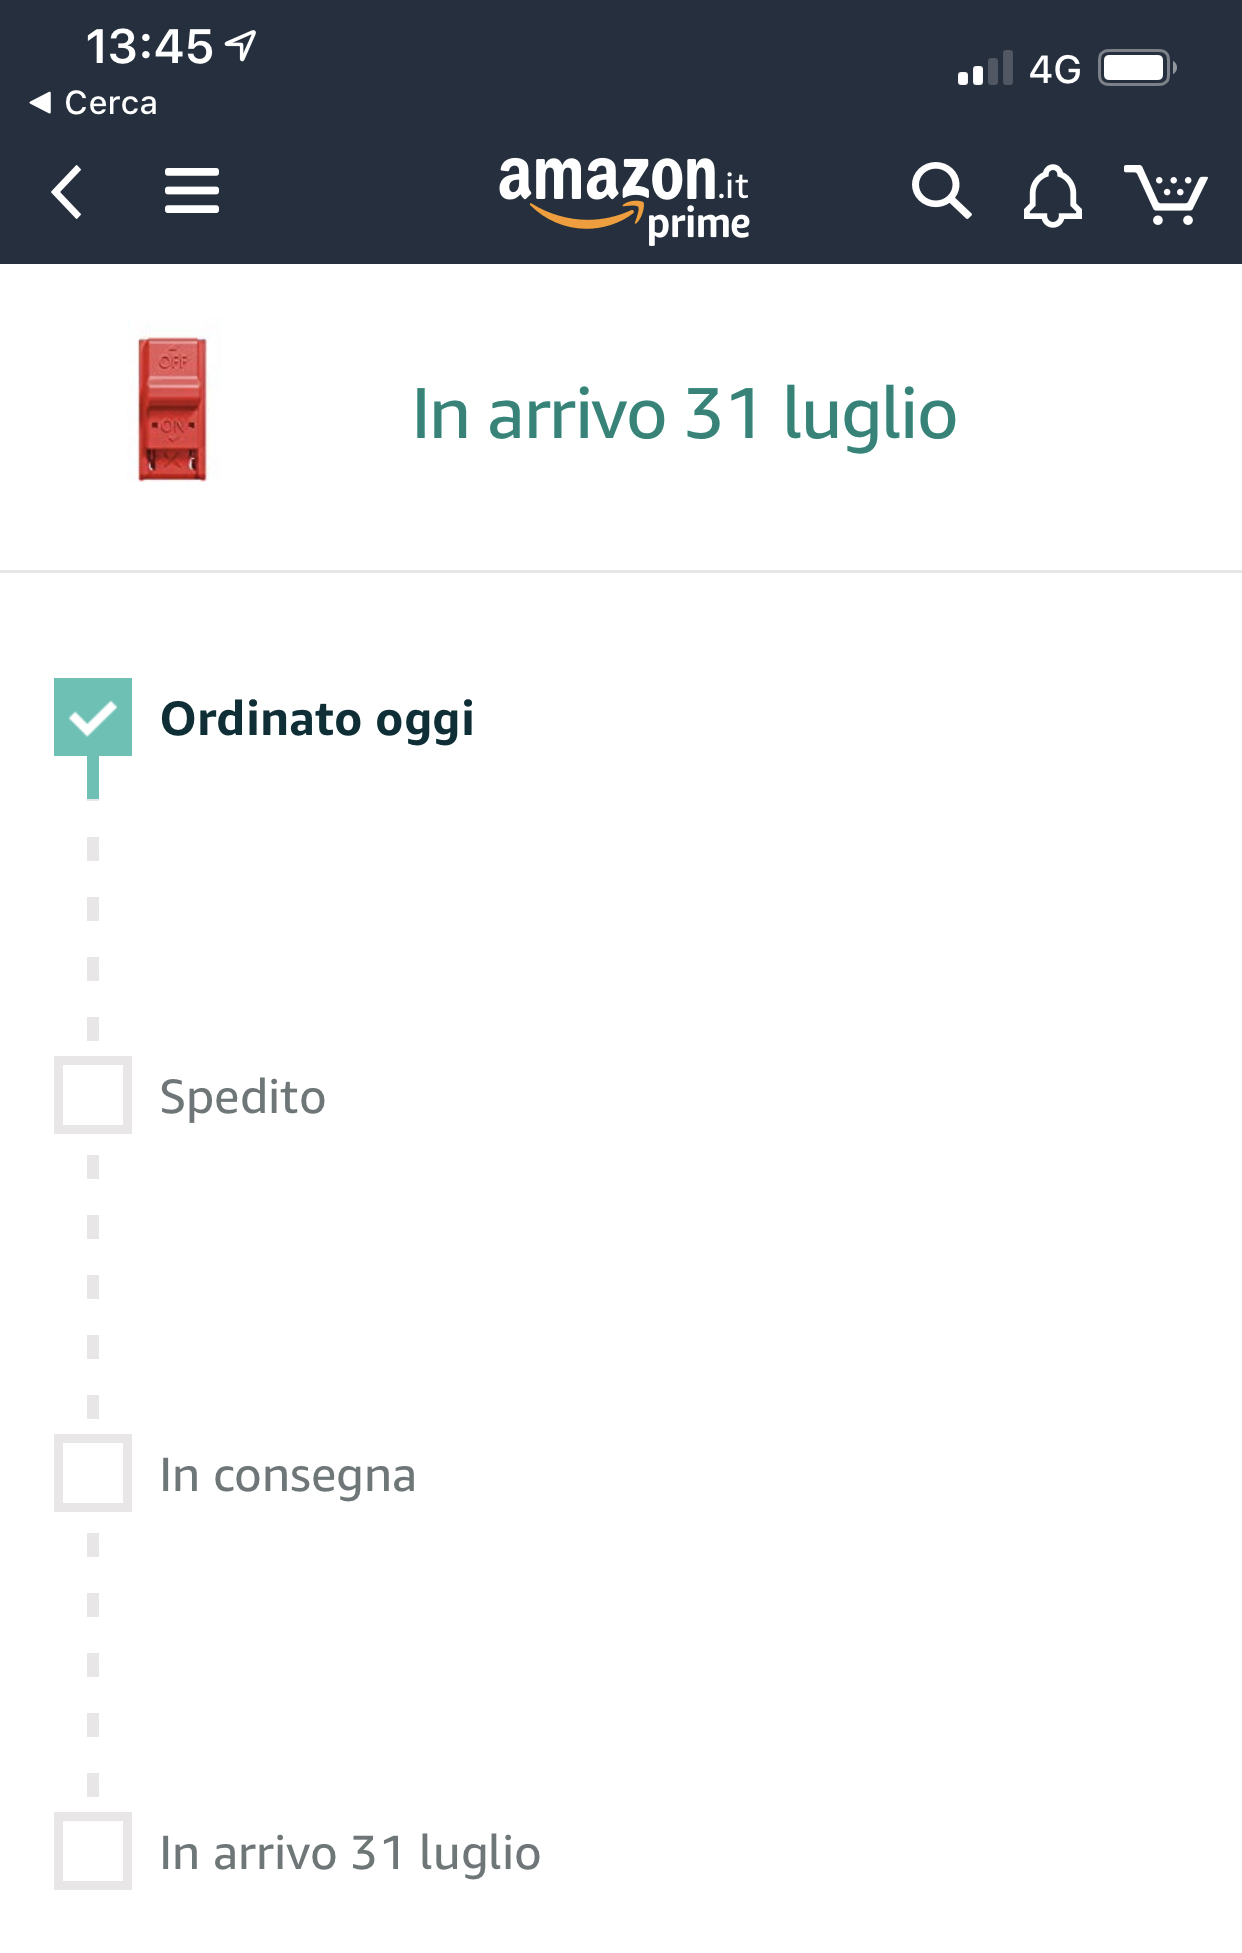 13:45
Cerca
4G
amazon.it
prime
OFF
ON
In arrivo 31 luglio
Ordinato oggi
Spedito
In consegna
In arrivo 31 luglio